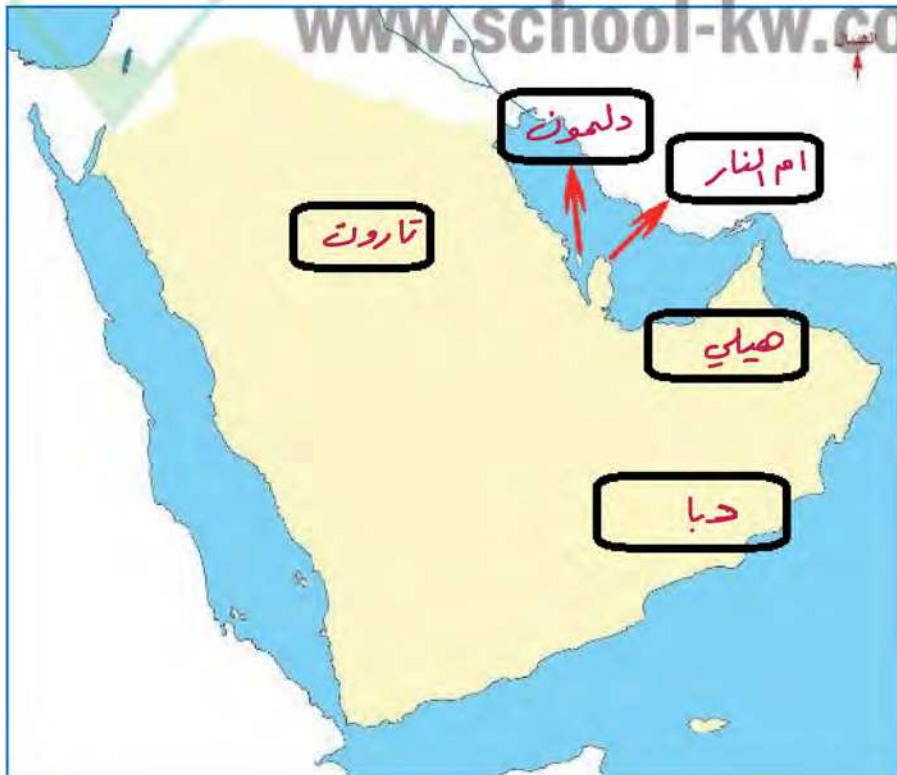 www.school-kw.co
الشمال
دلمون
ام النار
تاروت
هيلي
دبا